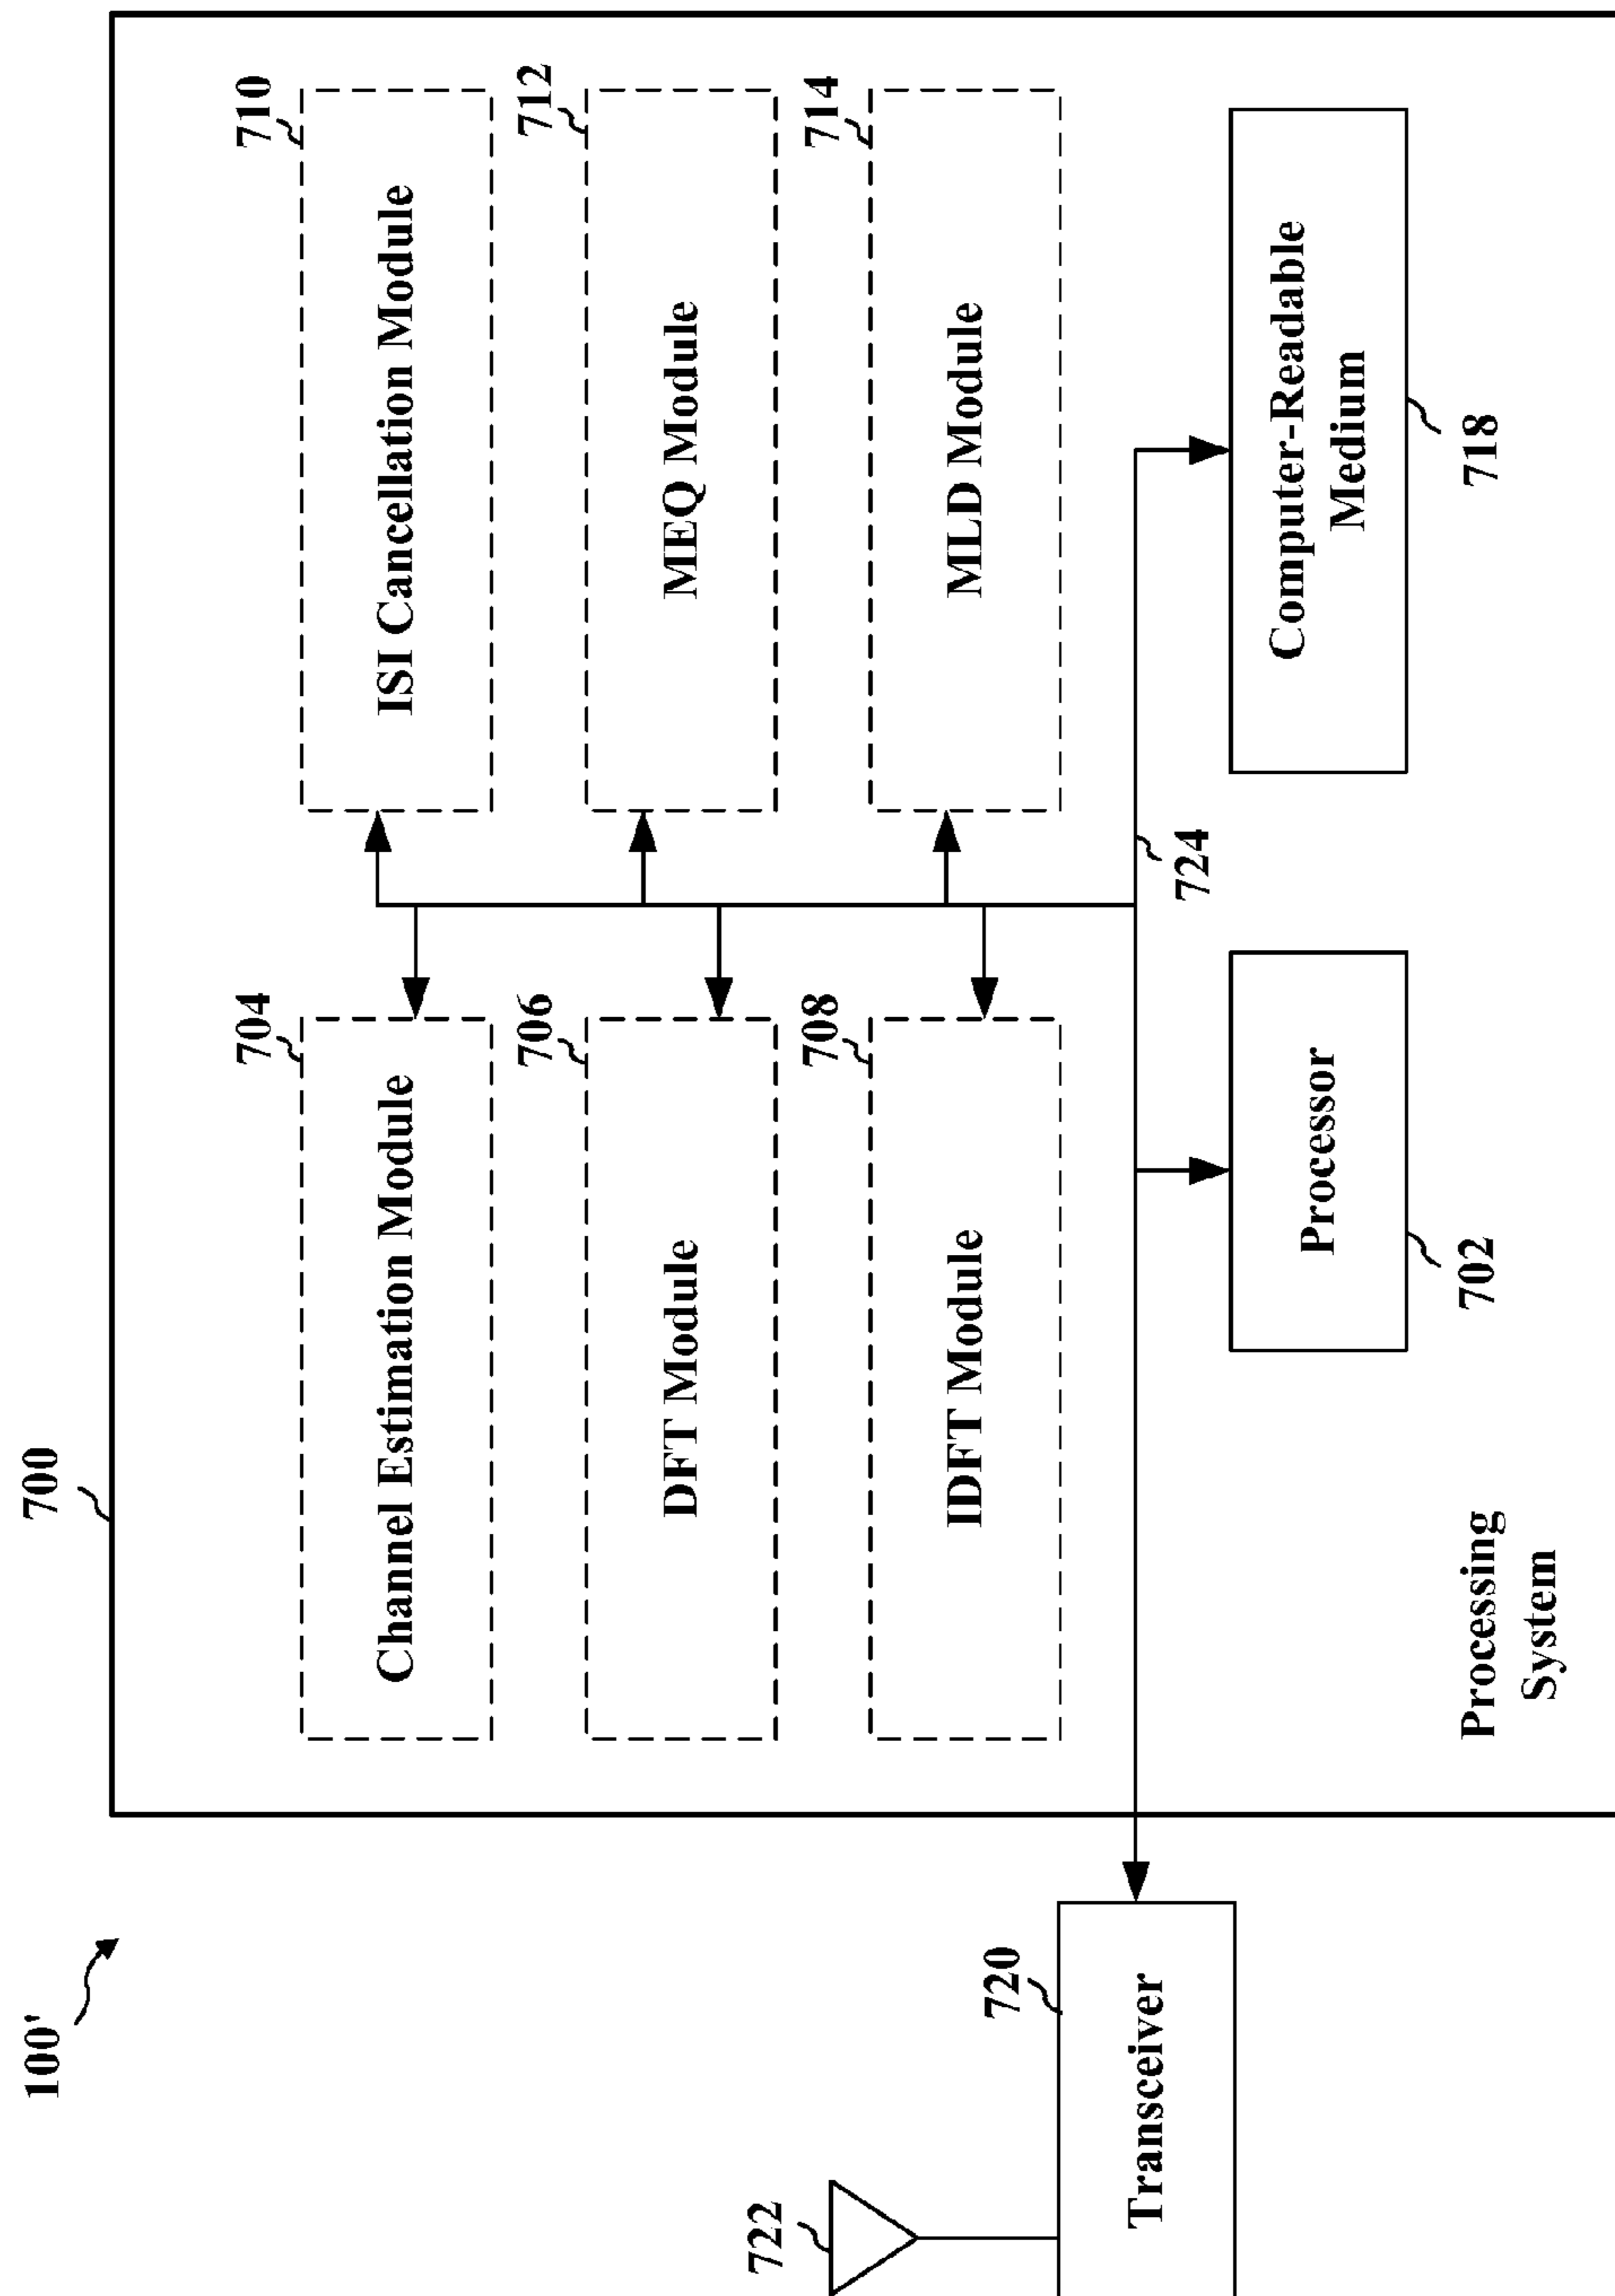 100'
700
704
Channel Estimation Module
710
ISI Cancellation Module
706
DFT Module
712
MEQ Module
708
IDFT Module
714
MLD Module
722
720
Transceiver
724
Processor
702
Computer-Readable
Medium
718
Processing
System